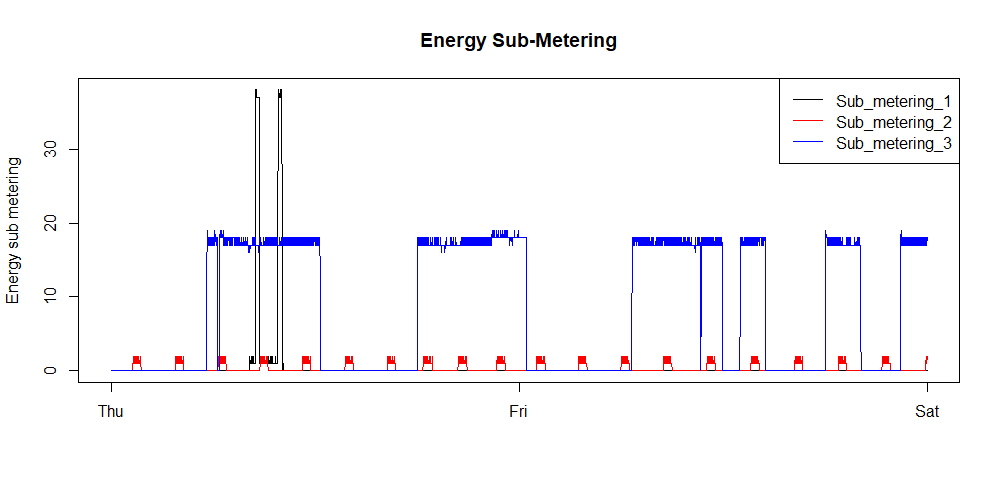 Energy Sub-Metering
Sub_metering_1
Sub_metering_2
Sub_metering_3
Energy sub metering
30
20
10
0
Thu
Fri
Sat